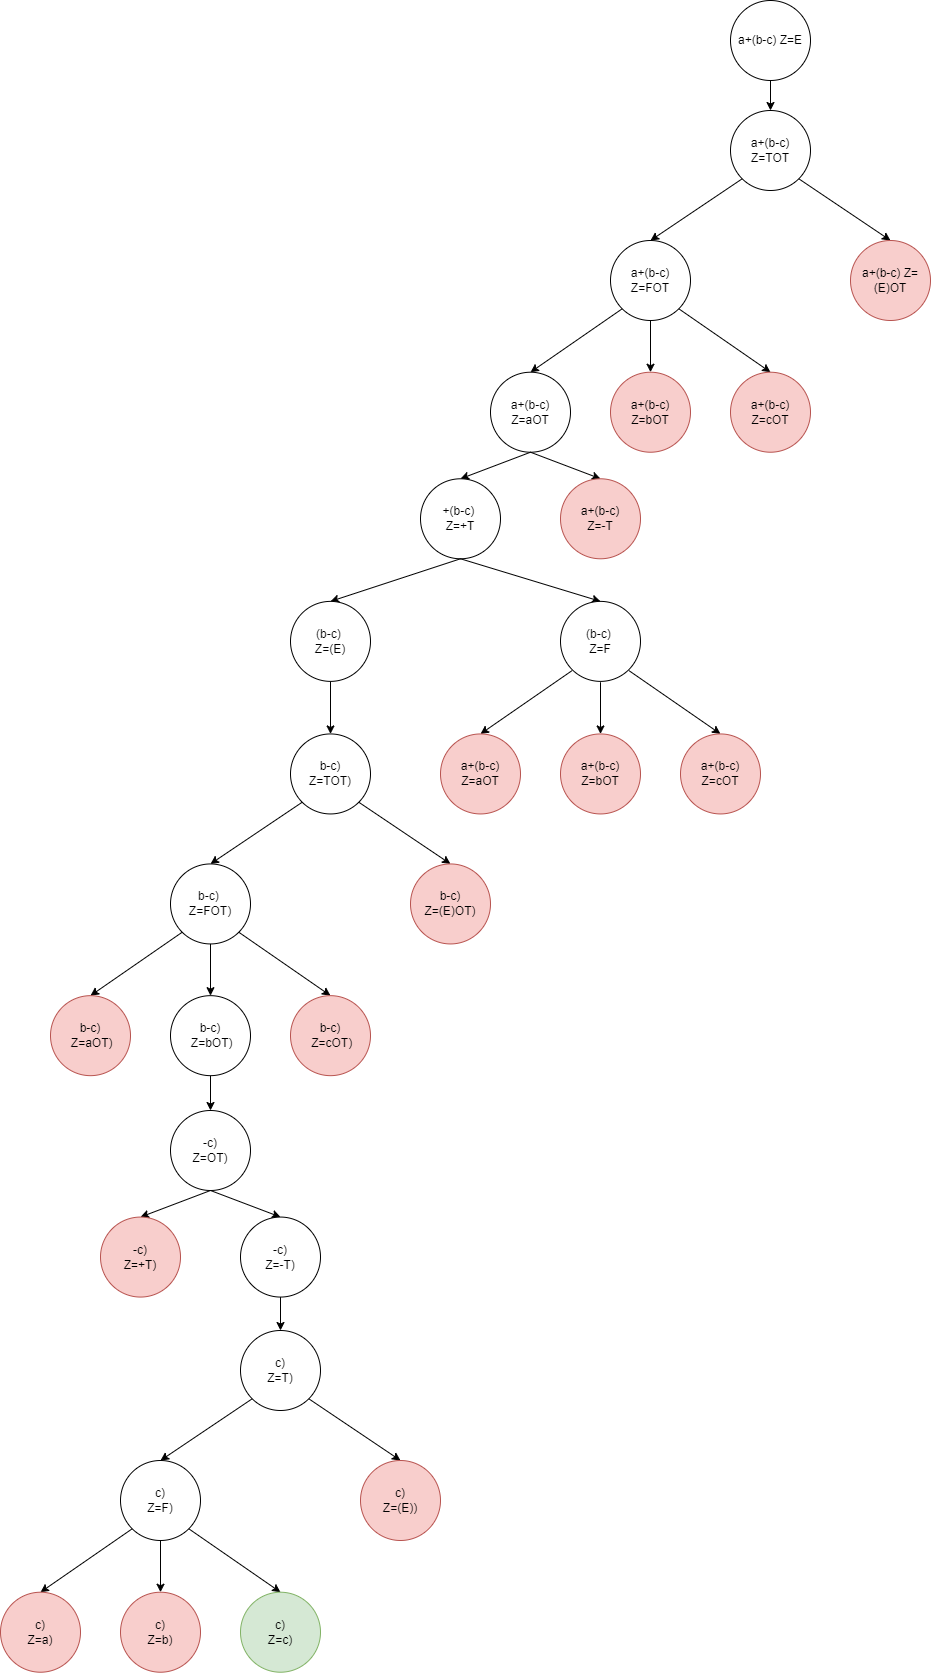 a+(b-c) Z=E
a+(b-c)
Z=TOT
a+(b-c)
Z=FOT
a+(b-c) Z=
(E)OT
a+(b-c)
Z=aOT
a+(b-c)
Z=bOT
a+(b-c)
Z=cOT
+(b-c)
Z=+T
a+(b-c)
Z=-T
(b-c)
Z=(E)
(b-c)
Z=F
b-c)
Z=TOT)
a+(b-c)
Z=aOT
a+(b-c)
Z=bOT
a+(b-c)
Z=cOT
b-c)
Z=FOT)
b-c)
Z=(E)OT)
b-c)
Z=aOT)
b-c)
Z=bOT)
b-c)
Z=cOT)
-c)
Z=OT)
-c)
Z=+T)
-c)
Z=-T)
c)
Z=T)
c)
Z=F)
c)
Z=(E))
c)
Z=a)
c)
Z=b)
c)
Z=c)